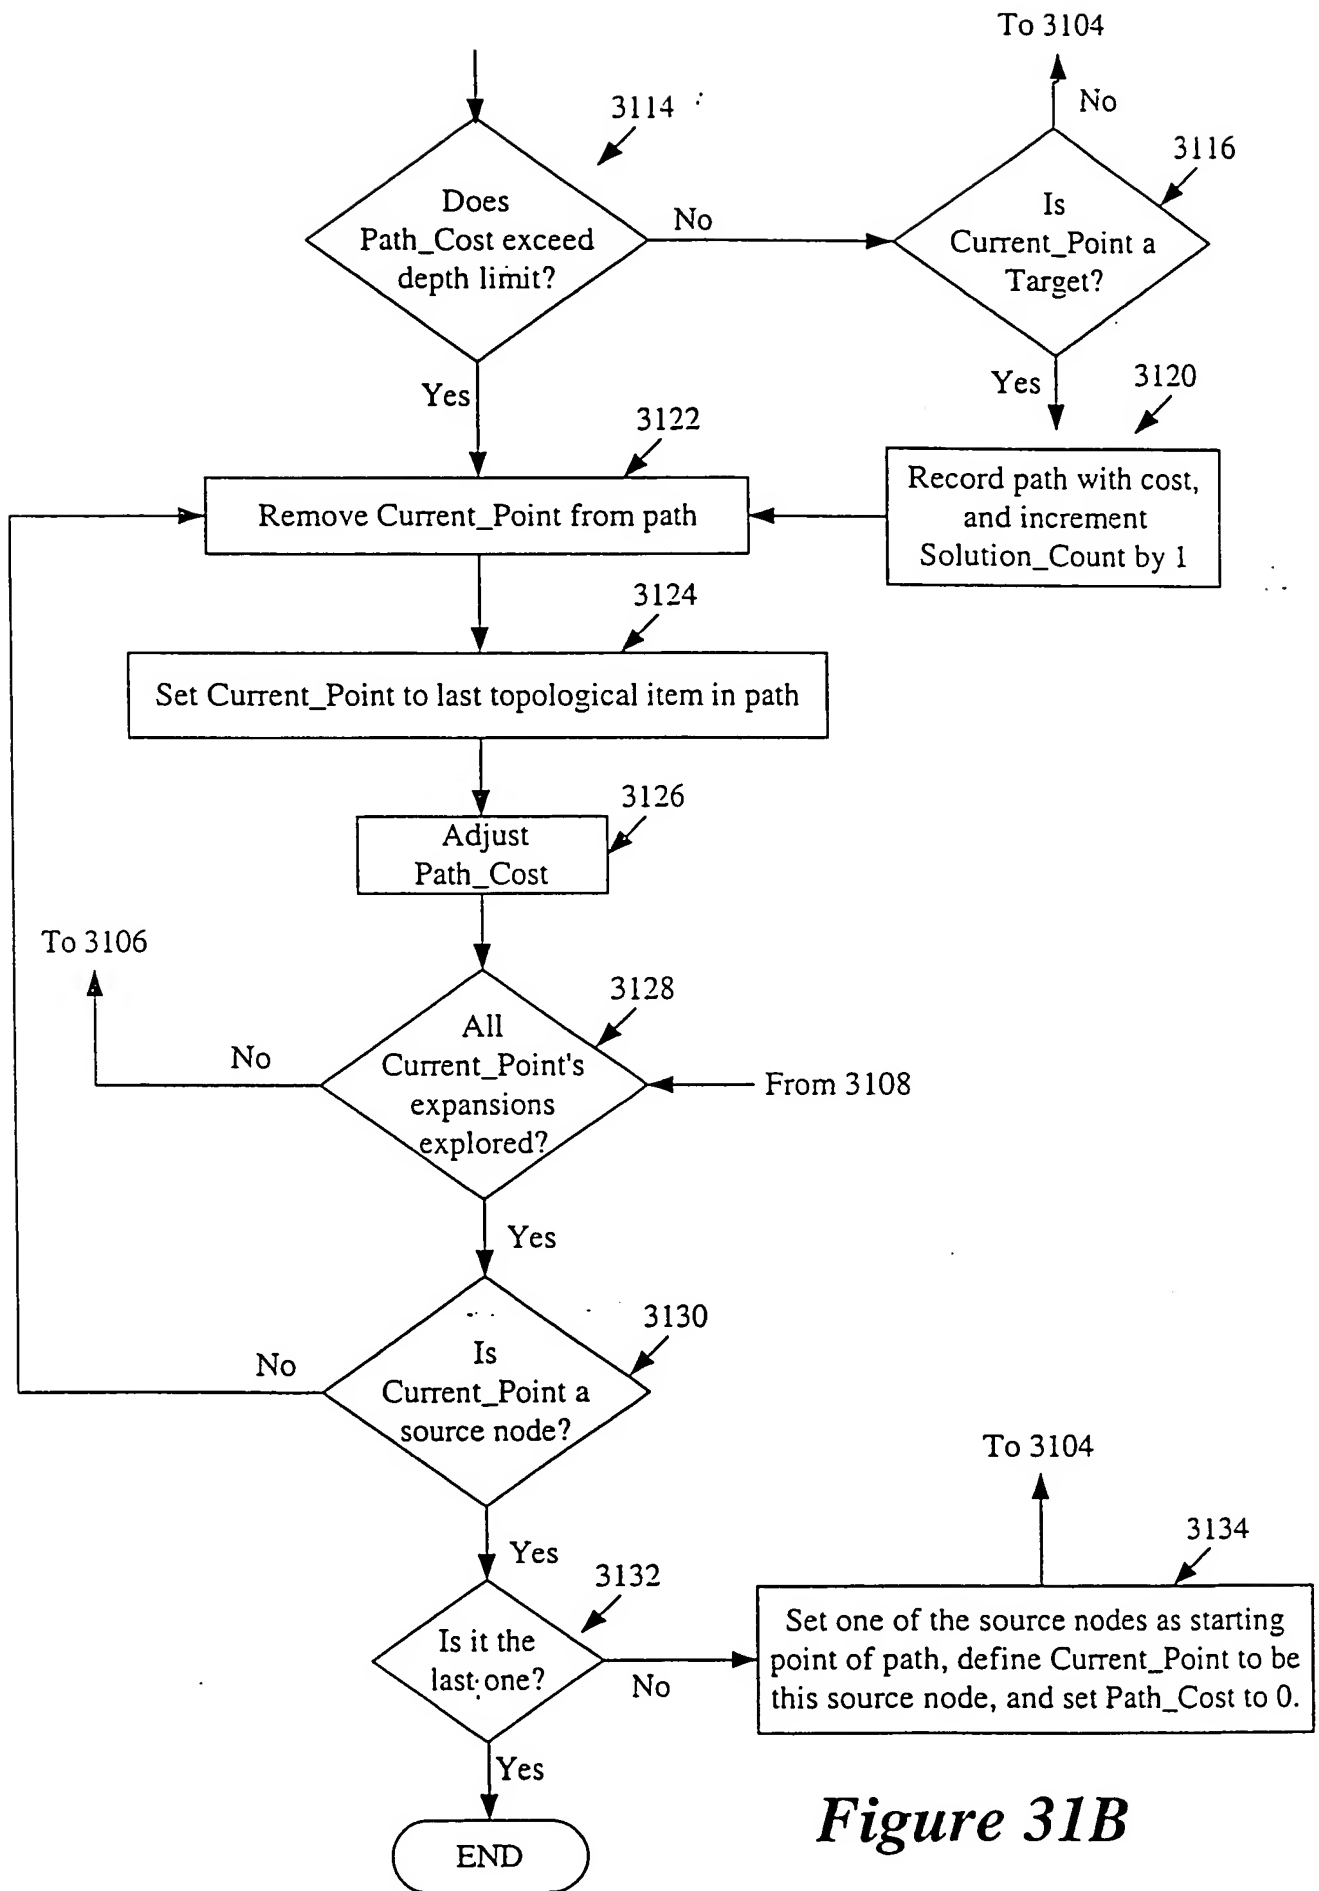 To 3104
No
3114
3116
Does
Path_Cost exceed
depth limit?
No
Is
Current_Point a
Target?
Yes
Yes
3120
3122
Remove Current_Point from path
Record path with cost,
and increment
Solution_Count by 1
3124
Set Current_Point to last topological item in path
3126
Adjust
Path_Cost
To 3106
3128
No
All
Current_Point's
expansions
explored?
From 3108
Yes
3130
No
Is
Current_Point a
source node?
To 3104
3134
Yes
3132
Is it the
last one?
No
Set one of the source nodes as starting
point of path, define Current_Point to be
this source node, and set Path_Cost to 0.
Yes
END
Figure 31B